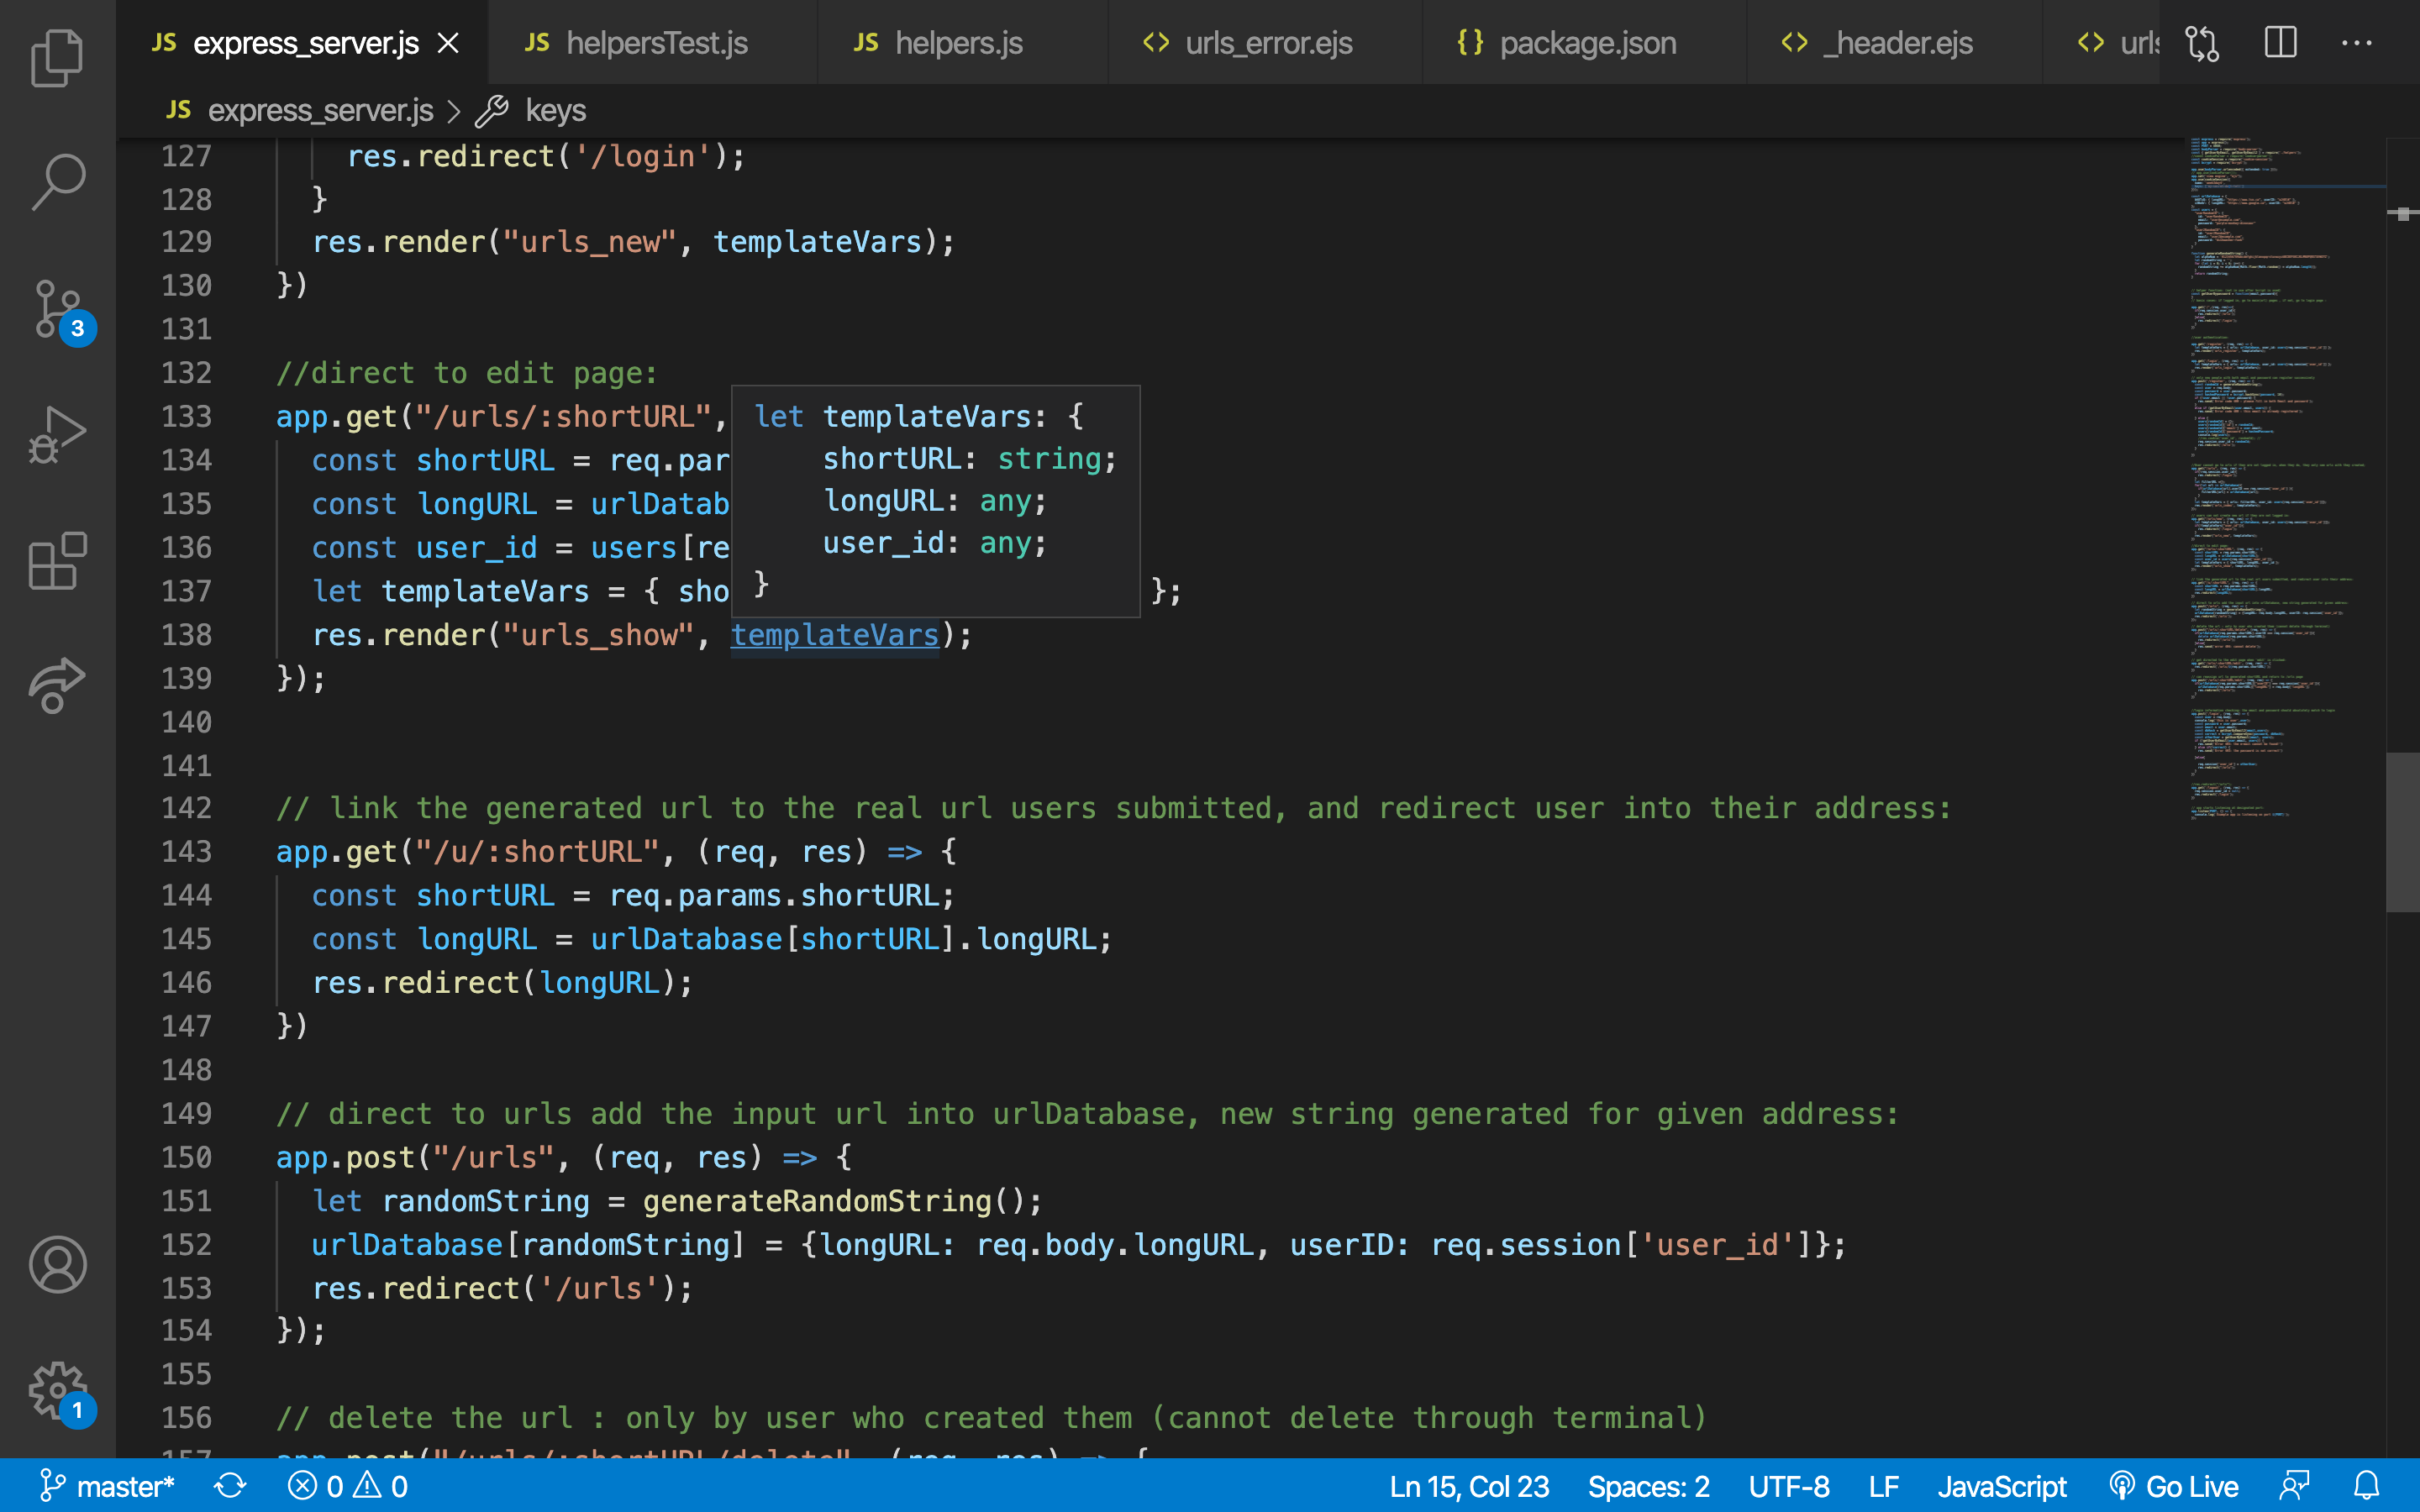 JS express_server.js
JS helpersTest.js
JS helpers.js
<> urls_error.ejs
{} package.json
<> _header.ejs
<> urls
JS express_server.js > keys
127 res.redirect('/login');
128 }
129 res.render("urls_new", templateVars);
130 })
131
132 //direct to edit page:
133 app.get("/urls/:shortURL",
134 const shortURL = req.par
135 const longURL = urlDatab
136 const user_id = users[re
137 let templateVars = { sho };
138 res.render("urls_show", templateVars);
139 });
let templateVars: {
shortURL: string;
longURL: any;
user_id: any;
}
140
141
142 // link the generated url to the real url users submitted, and redirect user into their address:
143 app.get("/u/:shortURL", (req, res) => {
144 const shortURL = req.params.shortURL;
145 const longURL = urlDatabase[shortURL].longURL;
146 res.redirect(longURL);
147 })
148
149 // direct to urls add the input url into urlDatabase, new string generated for given address:
150 app.post("/urls", (req, res) => {
151 let randomString = generateRandomString();
152 urlDatabase[randomString] = {longURL: req.body.longURL, userID: req.session['user_id']};
153 res.redirect('/urls');
154 });
155
156 // delete the url : only by user who created them (cannot delete through terminal)
157 app.post("/urls/:shortURL/delete", (req, res) => {
3
1
master* 0 0 Ln 15, Col 23 Spaces: 2 UTF-8 LF JavaScript Go Live